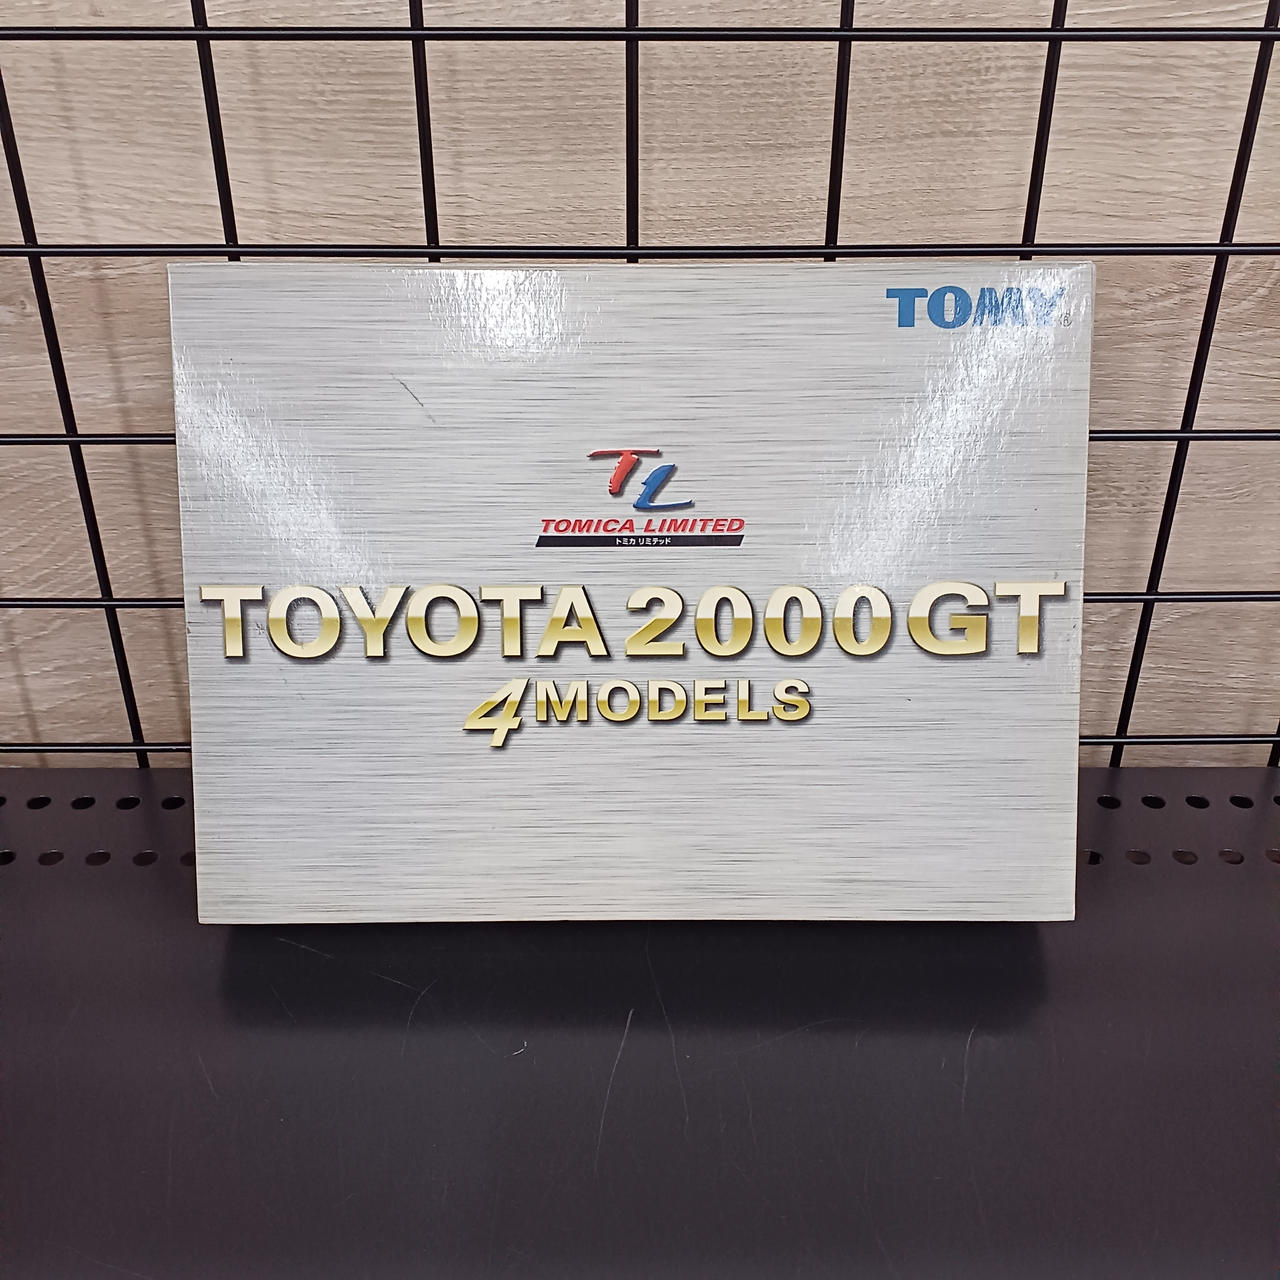 TOMY®
TL
TOMICA LIMITED
トミカ リミテッド
TOYOTA 2000GT
4MODELS